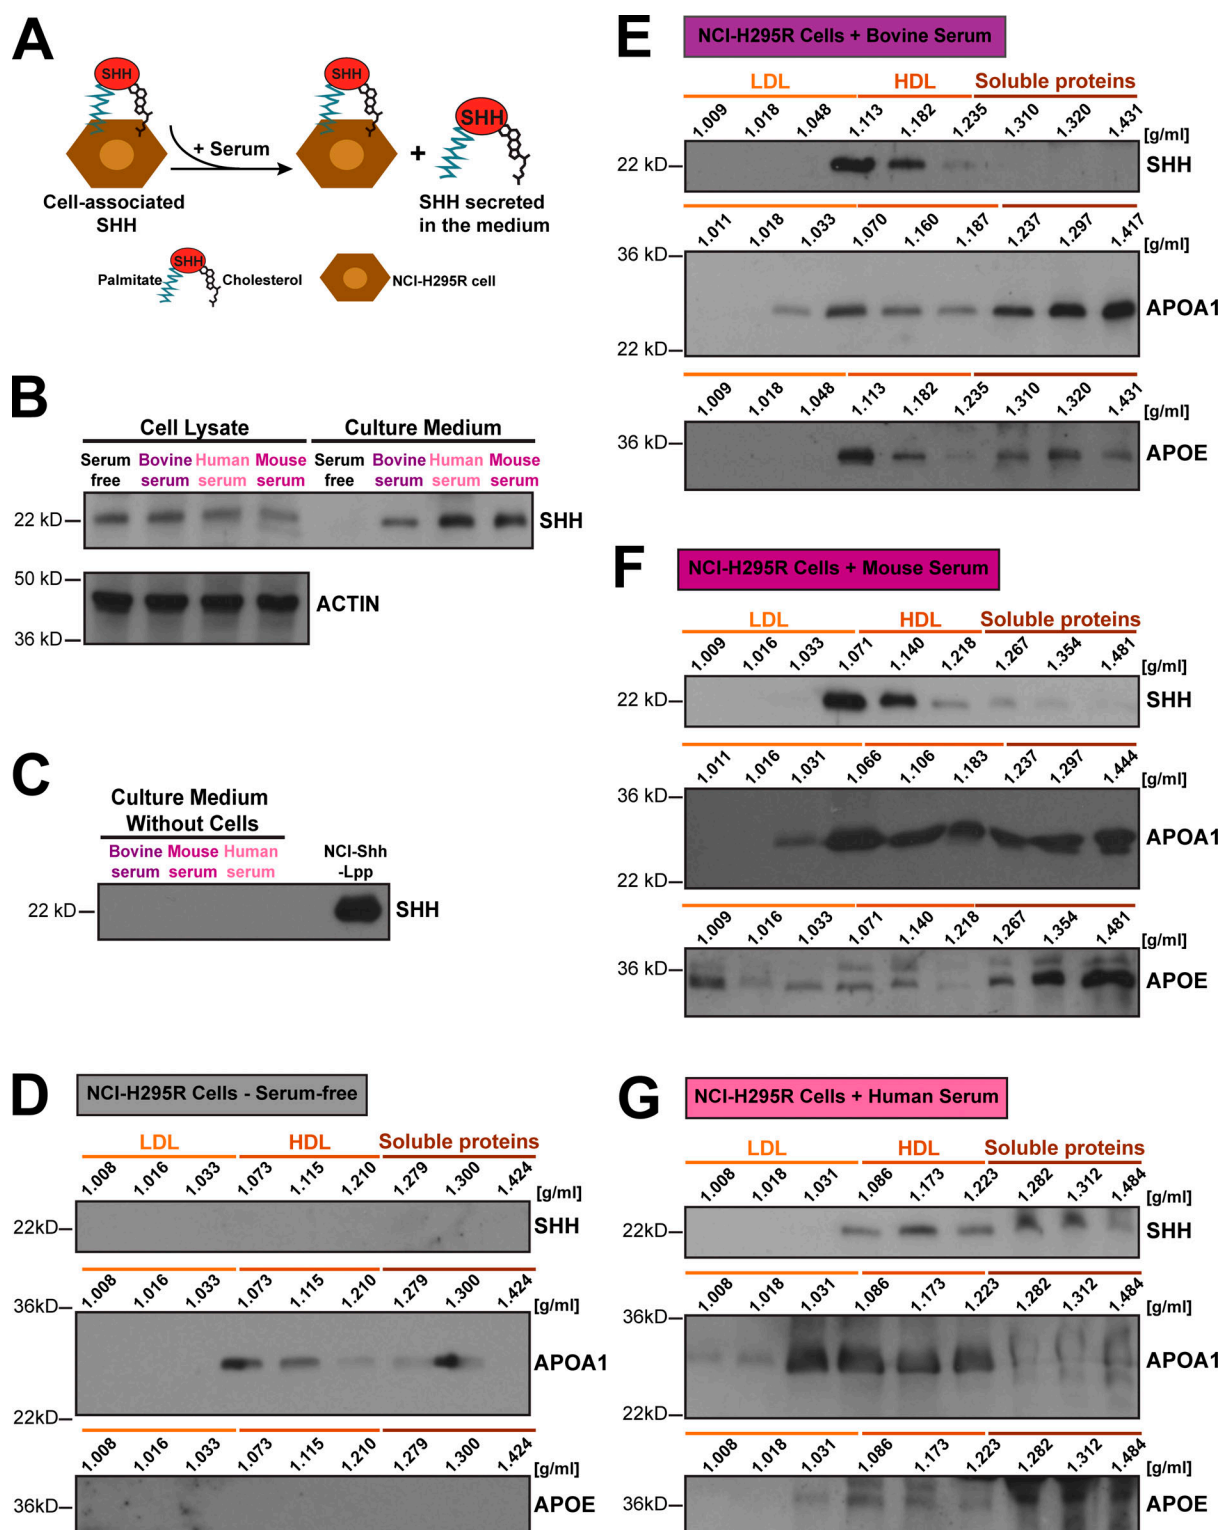 A
SHH
SHH
SHH
+ Serum
+
Cell-associated
SHH
SHH secreted
in the medium
Palmitate
SHH
Cholesterol
NCI-H295R cell
B
Cell Lysate
Culture Medium
Serum
free
Bovine
serum
Human
serum
Mouse
serum
Serum
free
Bovine
serum
Human
serum
Mouse
serum
22 kD
SHH
50 kD
ACTIN
36 kD
C
Culture Medium
Without Cells
Bovine
serum
Mouse
serum
Human
serum
NCI-Shh
-Lpp
22 kD
SHH
D
NCI-H295R Cells - Serum-free
LDL HDL Soluble proteins
1.008 1.016 1.033 1.073 1.115 1.210 1.279 1.300 1.424 [g/ml]
22kD
SHH
1.008 1.016 1.033 1.073 1.115 1.210 1.279 1.300 1.424 [g/ml]
36kD
APOA1
22kD
1.008 1.016 1.033 1.073 1.115 1.210 1.279 1.300 1.424 [g/ml]
36kD
APOE
E
NCI-H295R Cells + Bovine Serum
LDL HDL Soluble proteins
1.009 1.018 1.048 1.113 1.182 1.235 1.310 1.320 1.431 [g/ml]
22 kD
SHH
1.011 1.018 1.033 1.070 1.160 1.187 1.237 1.297 1.417 [g/ml]
36 kD
APOA1
22 kD
1.009 1.018 1.048 1.113 1.182 1.235 1.310 1.320 1.431 [g/ml]
36 kD
APOE
F
NCI-H295R Cells + Mouse Serum
LDL HDL Soluble proteins
1.009 1.016 1.033 1.071 1.140 1.218 1.267 1.354 1.481 [g/ml]
22 kD
SHH
1.011 1.016 1.031 1.066 1.106 1.183 1.237 1.297 1.444 [g/ml]
36 kD
APOA1
22 kD
1.009 1.016 1.033 1.071 1.140 1.218 1.267 1.354 1.481 [g/ml]
36 kD
APOE
G
NCI-H295R Cells + Human Serum
LDL HDL Soluble proteins
1.008 1.018 1.031 1.086 1.173 1.223 1.282 1.312 1.484 [g/ml]
22kD
SHH
1.008 1.018 1.031 1.086 1.173 1.223 1.282 1.312 1.484 [g/ml]
36kD
APOA1
22kD
1.008 1.018 1.031 1.086 1.173 1.223 1.282 1.312 1.484 [g/ml]
36kD
APOE